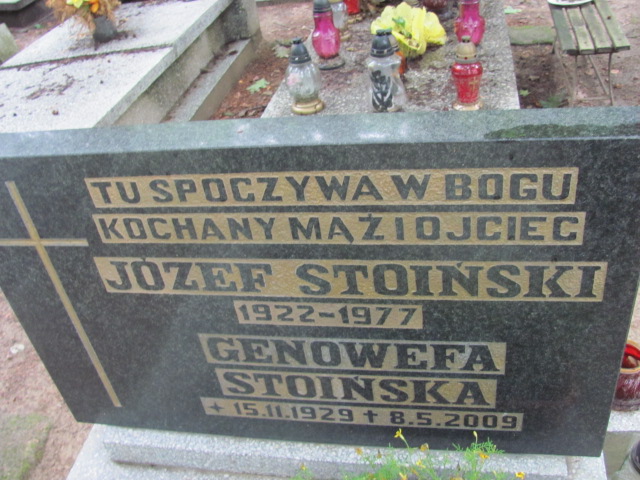 TU SPOCZYWA W BOGU
KOCHANY MĄŻ I OJCIEC
JÓZEF STOIŃSKI
1922-1977
GENOWEFA
STOIŃSKA
+ 15.11.1929 + 8.5.2009